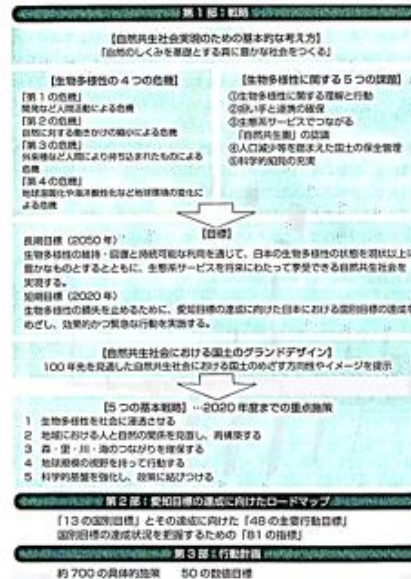 第1部：戦略
【自然共生社会実現のための基本的な考え方】
「自然のしくみを基礎とする真に豊かな社会をつくる」
【生物多様性の4つの危機】
「第1の危機」
開発など人間活動による危機
「第2の危機」
自然に対する働きかけの縮小による危機
「第3の危機」
外来種など人間により持ち込まれたものによる
危機
「第4の危機」
地球温暖化や海洋酸性化など地球環境の変化に
よる危機
【生物多様性に関する5つの課題】
①生物多様性に関する理解と行動
②担い手と連携の確保
③生態系サービスでつながる
「自然共生圏」の認識
④人口減少等を踏まえた国土の保全管理
⑤科学的知見の充実
【目標】
長期目標（2050年）
生物多様性の維持・回復と持続可能な利用を通じて、日本の生物多様性の状態を現状以上に
豊かなものとするとともに、生態系サービスを将来にわたって享受できる自然共生社会を
実現する。
短期目標（2020年）
生物多様性の損失を止めるために、愛知目標の達成に向けた日本における国別目標の達成を
めざし、効果的かつ緊急な行動を実施する。
【自然共生社会における国土のグランドデザイン】
100年先を見通した自然共生社会における国土のめざす方向性やイメージを提示
【5つの基本戦略】…2020年度までの重点施策
1 生物多様性を社会に浸透させる
2 地域における人と自然の関係を見直し、再構築する
3 森・里・川・海のつながりを確保する
4 地球規模の視野を持って行動する
5 科学的基盤を強化し、政策に結びつける
第2部：愛知目標の達成に向けたロードマップ
「13の国別目標」とその達成に向けた「48の主要行動目標」
国別目標の達成状況を把握するための「81の指標」
第3部：行動計画
約700の具体的施策　50の数値目標